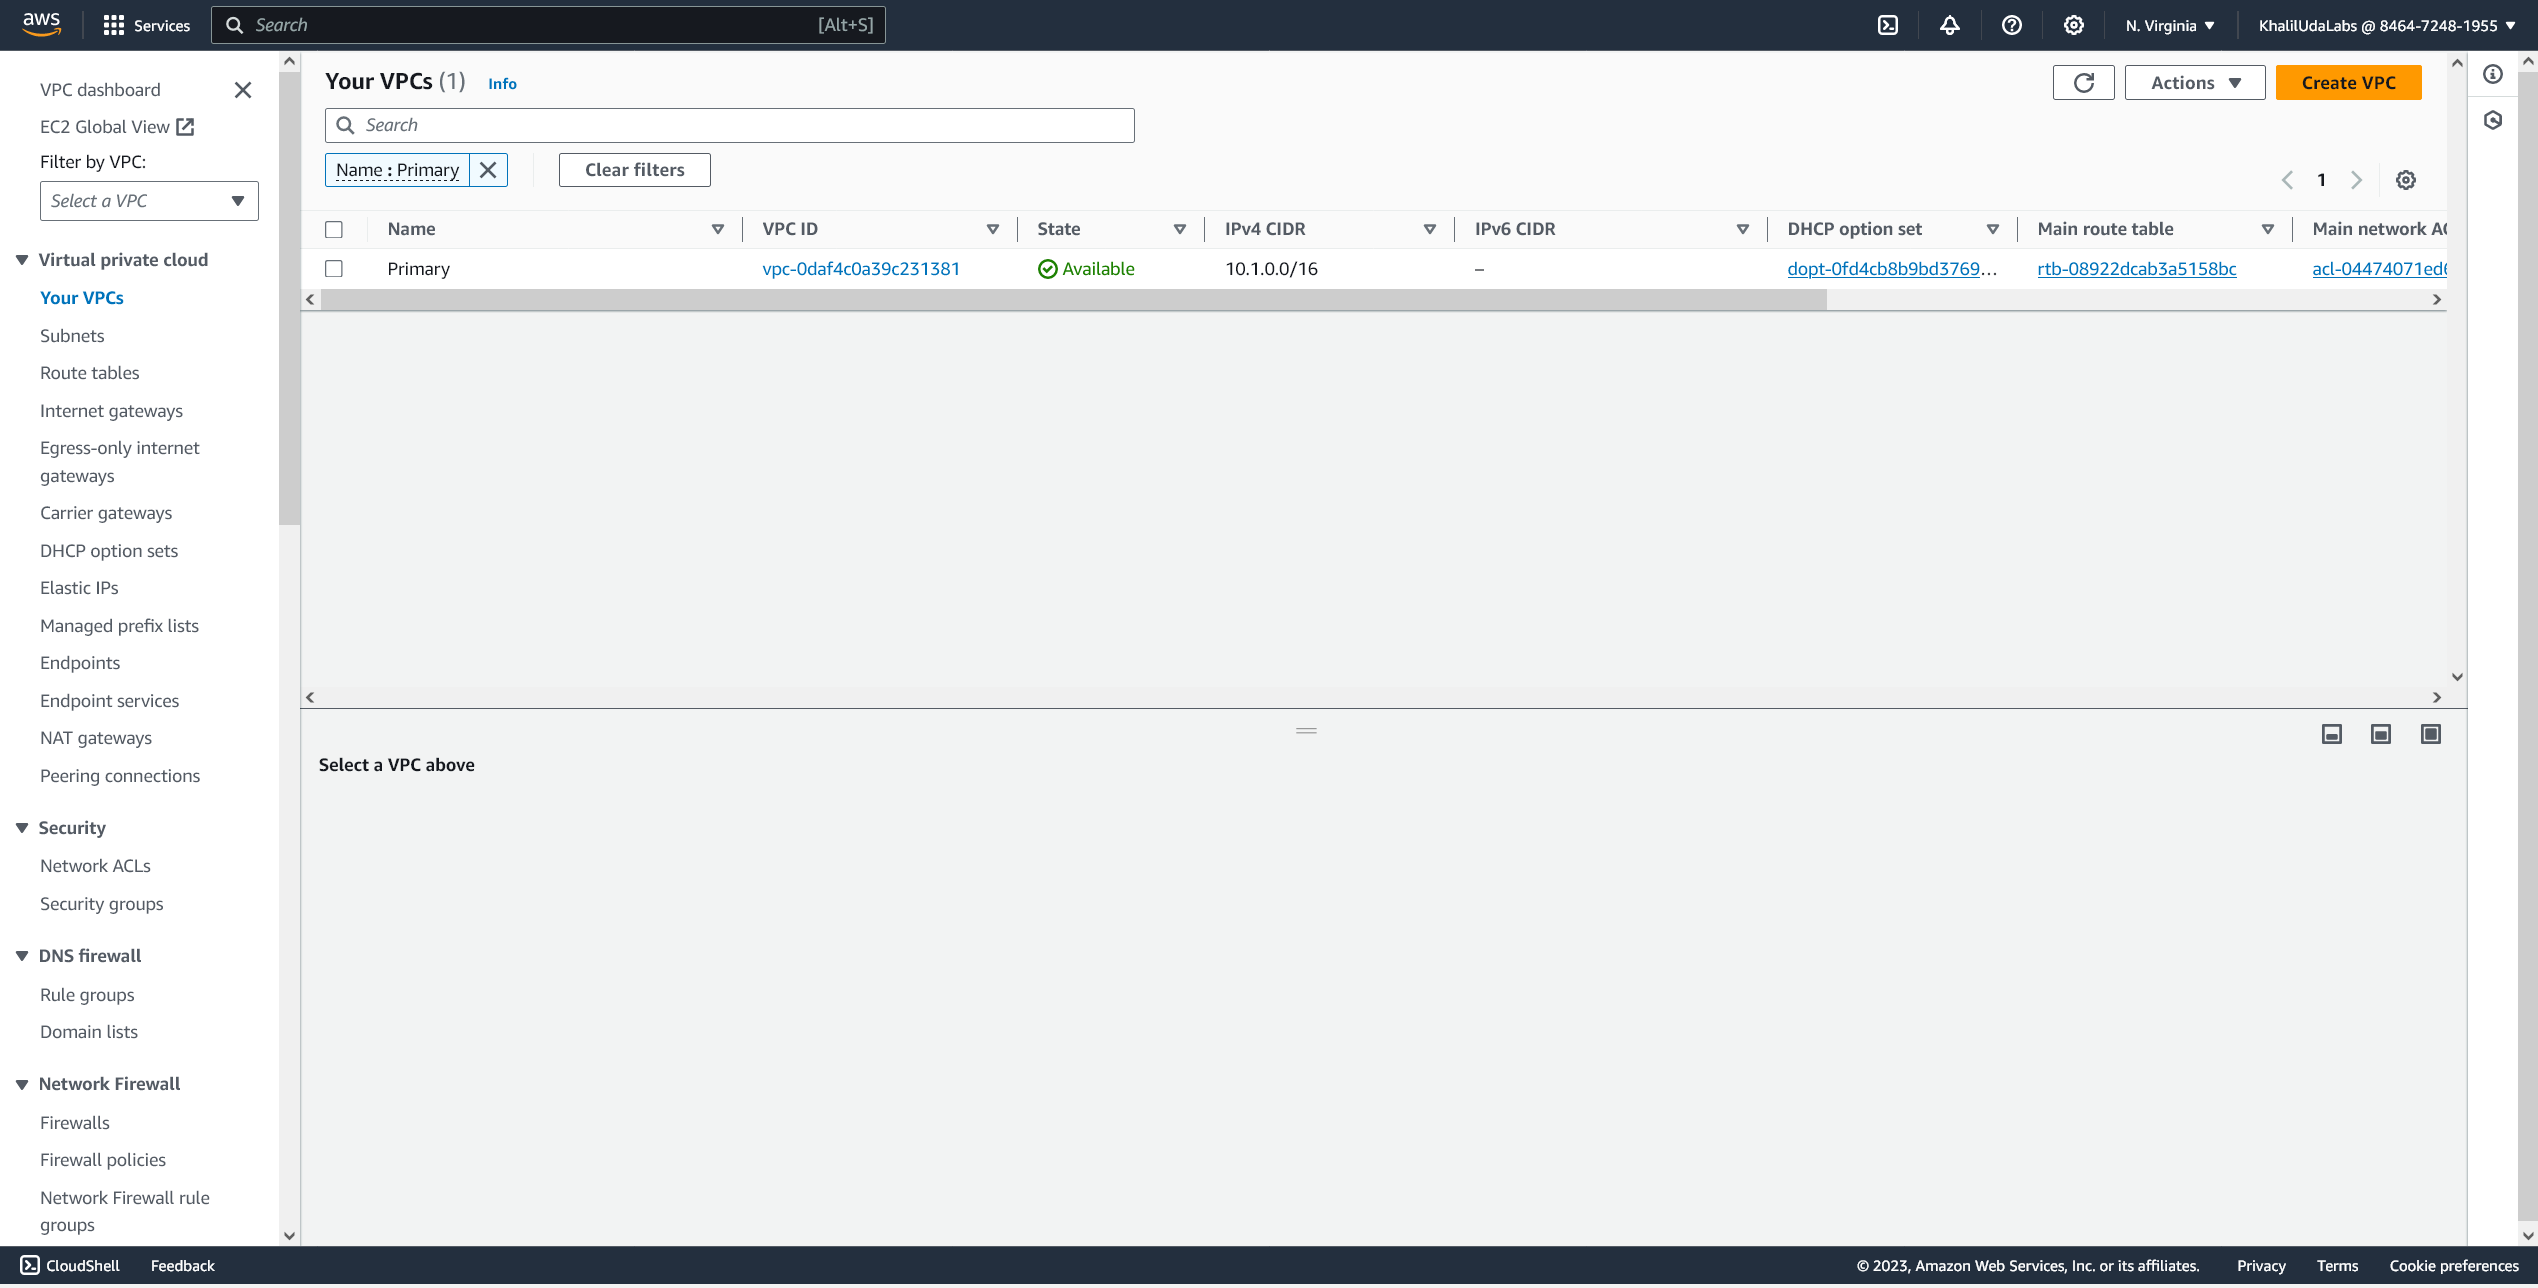 aws
Services
Search
[Alt+S]
N. Virginia
KhalilUdaLabs @ 8464-7248-1955
VPC dashboard
EC2 Global View
Filter by VPC:
Select a VPC
Virtual private cloud
Your VPCs
Subnets
Route tables
Internet gateways
Egress-only internet
gateways
Carrier gateways
DHCP option sets
Elastic IPs
Managed prefix lists
Endpoints
Endpoint services
NAT gateways
Peering connections
Security
Network ACLs
Security groups
DNS firewall
Rule groups
Domain lists
Network Firewall
Firewalls
Firewall policies
Network Firewall rule
groups
Your VPCs (1) Info
Actions
Create VPC
Search
Name : Primary
Clear filters
1
Name VPC ID State IPv4 CIDR IPv6 CIDR DHCP option set Main route table Main network AC
Primary vpc-0daf4c0a39c231381 Available 10.1.0.0/16 – dopt-0fd4cb8b9bd3769... rtb-08922dcab3a5158bc acl-04474071ed6
Select a VPC above
CloudShell Feedback
© 2023, Amazon Web Services, Inc. or its affiliates. Privacy Terms Cookie preferences